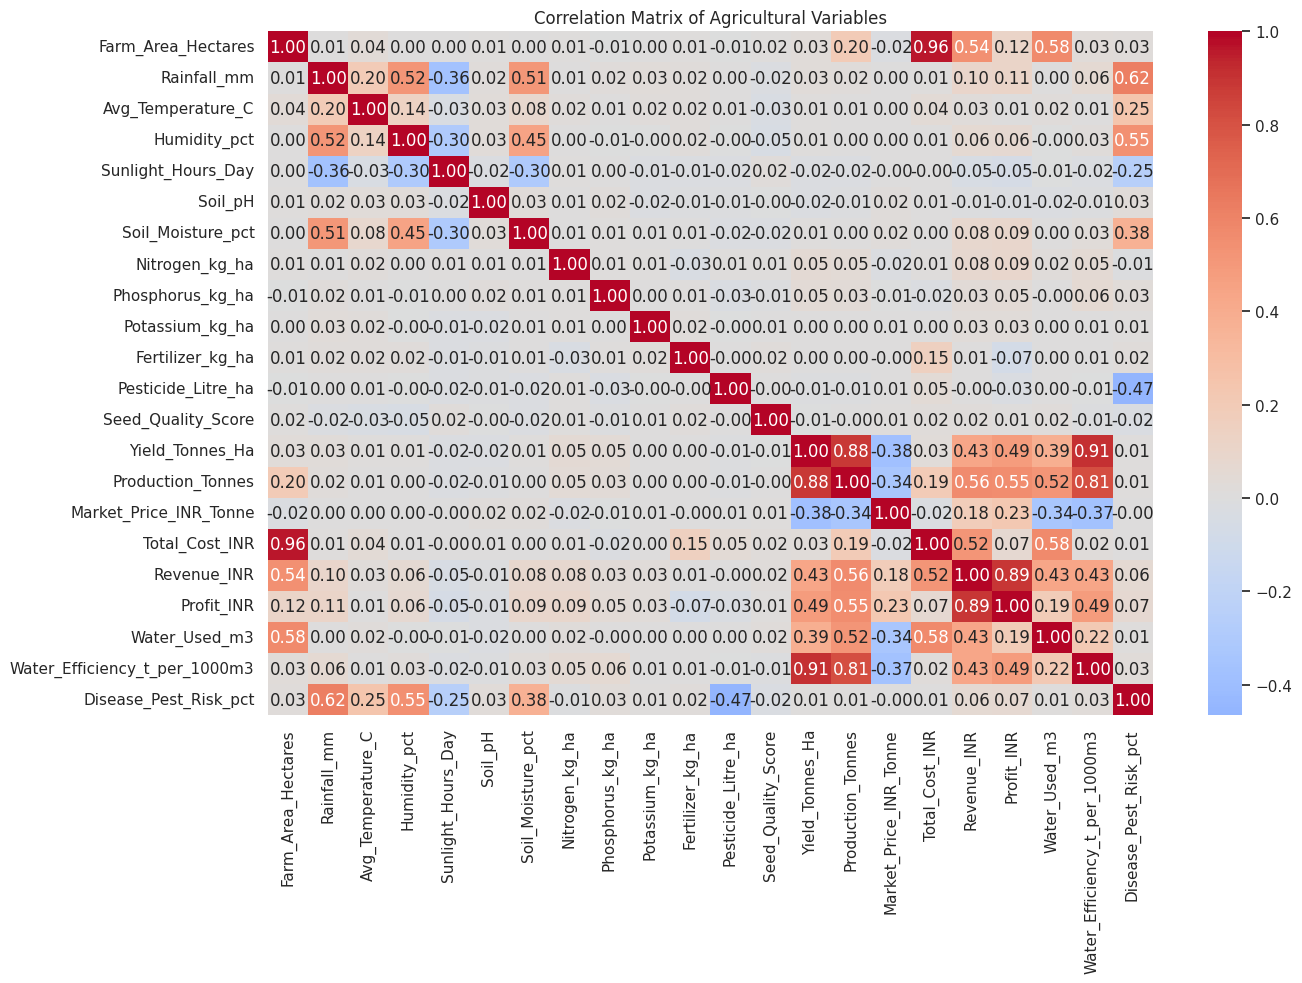 Correlation Matrix of Agricultural Variables
Farm_Area_Hectares 1.00 0.01 0.04 0.00 0.00 0.01 0.00 0.01 -0.01 0.00 0.01 -0.01 0.02 0.03 0.20 -0.02 0.96 0.54 0.12 0.58 0.03 0.03
Rainfall_mm 0.01 1.00 0.20 0.52 -0.36 0.02 0.51 0.01 0.02 0.03 0.02 0.00 -0.02 0.03 0.02 0.00 0.01 0.10 0.11 0.00 0.06 0.62
Avg_Temperature_C 0.04 0.20 1.00 0.14 -0.03 0.03 0.08 0.02 0.01 0.02 0.02 0.01 -0.03 0.01 0.01 0.00 0.04 0.03 0.01 0.02 0.01 0.25
Humidity_pct 0.00 0.52 0.14 1.00 -0.30 0.03 0.45 0.00 -0.01 -0.00 0.02 -0.00 -0.05 0.01 0.00 0.00 0.01 0.06 0.06 -0.00 0.03 0.55
Sunlight_Hours_Day 0.00 -0.36 -0.03 -0.30 1.00 -0.02 -0.30 0.01 0.00 -0.01 -0.01 -0.02 0.02 -0.02 -0.02 -0.00 -0.00 -0.05 -0.05 -0.01 -0.02 -0.25
Soil_pH 0.01 0.02 0.03 0.03 -0.02 1.00 0.03 0.01 0.02 -0.02 -0.01 -0.01 -0.00 -0.02 -0.01 0.02 0.01 -0.01 -0.01 -0.02 -0.01 0.03
Soil_Moisture_pct 0.00 0.51 0.08 0.45 -0.30 0.03 1.00 0.01 0.01 0.01 0.01 -0.02 -0.02 0.01 0.00 0.02 0.00 0.08 0.09 0.00 0.03 0.38
Nitrogen_kg_ha 0.01 0.01 0.02 0.00 0.01 0.01 0.01 1.00 0.01 0.01 -0.03 0.01 0.01 0.05 0.05 -0.02 0.01 0.08 0.09 0.02 0.05 -0.01
Phosphorus_kg_ha -0.01 0.02 0.01 -0.01 0.00 0.02 0.01 0.01 1.00 0.00 0.01 -0.03 -0.01 0.05 0.03 -0.01 -0.02 0.03 0.05 -0.00 0.06 0.03
Potassium_kg_ha 0.00 0.03 0.02 -0.00 -0.01 -0.02 0.01 0.01 0.00 1.00 0.02 -0.00 0.01 0.00 0.00 0.01 0.00 0.03 0.03 0.00 0.01 0.01
Fertilizer_kg_ha 0.01 0.02 0.02 0.02 -0.01 -0.01 0.01 -0.03 0.01 0.02 1.00 -0.00 0.02 0.00 0.00 -0.00 0.15 0.01 -0.07 0.00 0.01 0.02
Pesticide_Litre_ha -0.01 0.00 0.01 -0.00 -0.02 -0.01 -0.02 0.01 -0.03 -0.00 -0.00 1.00 -0.00 -0.01 -0.01 0.01 0.05 -0.00 -0.03 0.00 -0.01 -0.47
Seed_Quality_Score 0.02 -0.02 -0.03 -0.05 0.02 -0.00 -0.02 0.01 -0.01 0.01 0.02 -0.00 1.00 -0.01 -0.00 0.01 0.02 0.02 0.01 0.02 -0.01 -0.02
Yield_Tonnes_Ha 0.03 0.03 0.01 0.01 -0.02 -0.02 0.01 0.05 0.05 0.00 0.00 -0.01 -0.01 1.00 0.88 -0.38 0.03 0.43 0.49 0.39 0.91 0.01
Production_Tonnes 0.20 0.02 0.01 0.00 -0.02 -0.01 0.00 0.05 0.03 0.00 0.00 -0.01 -0.00 0.88 1.00 -0.34 0.19 0.56 0.55 0.52 0.81 0.01
Market_Price_INR_Tonne -0.02 0.00 0.00 0.00 -0.00 0.02 0.02 -0.02 -0.01 0.01 -0.00 0.01 0.01 -0.38 -0.34 1.00 -0.02 0.18 0.23 -0.34 -0.37 -0.00
Total_Cost_INR 0.96 0.01 0.04 0.01 -0.00 0.01 0.00 0.01 -0.02 0.00 0.15 0.05 0.02 0.03 0.19 -0.02 1.00 0.52 0.07 0.58 0.02 0.01
Revenue_INR 0.54 0.10 0.03 0.06 -0.05 -0.01 0.08 0.08 0.03 0.03 0.01 -0.00 0.02 0.43 0.56 0.18 0.52 1.00 0.89 0.43 0.43 0.06
Profit_INR 0.12 0.11 0.01 0.06 -0.05 -0.01 0.09 0.09 0.05 0.03 -0.07 -0.03 0.01 0.49 0.55 0.23 0.07 0.89 1.00 0.19 0.49 0.07
Water_Used_m3 0.58 0.00 0.02 -0.00 -0.01 -0.02 0.00 0.02 -0.00 0.00 0.00 0.00 0.02 0.39 0.52 -0.34 0.58 0.43 0.19 1.00 0.22 0.01
Water_Efficiency_t_per_1000m3 0.03 0.06 0.01 0.03 -0.02 -0.01 0.03 0.05 0.06 0.01 0.01 -0.01 -0.01 0.91 0.81 -0.37 0.02 0.43 0.49 0.22 1.00 0.03
Disease_Pest_Risk_pct 0.03 0.62 0.25 0.55 -0.25 0.03 0.38 -0.01 0.03 0.01 0.02 -0.47 -0.02 0.01 0.01 -0.00 0.01 0.06 0.07 0.01 0.03 1.00
Farm_Area_Hectares
Rainfall_mm
Avg_Temperature_C
Humidity_pct
Sunlight_Hours_Day
Soil_pH
Soil_Moisture_pct
Nitrogen_kg_ha
Phosphorus_kg_ha
Potassium_kg_ha
Fertilizer_kg_ha
Pesticide_Litre_ha
Seed_Quality_Score
Yield_Tonnes_Ha
Production_Tonnes
Market_Price_INR_Tonne
Total_Cost_INR
Revenue_INR
Profit_INR
Water_Used_m3
Water_Efficiency_t_per_1000m3
Disease_Pest_Risk_pct
1.0
0.8
0.6
0.4
0.2
0.0
−0.2
−0.4